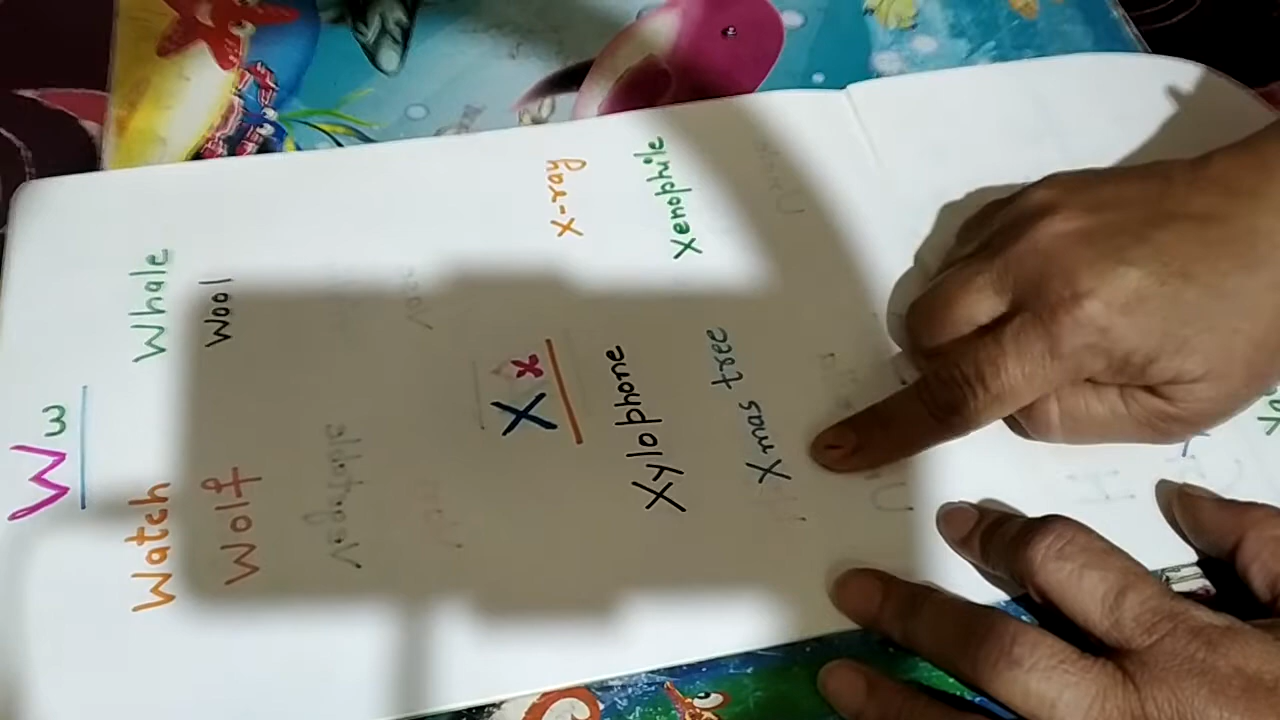 Ww
Watch Whale
Wolf Wool
Xx
Xylophone X-ray
Xmas tree Xenophile